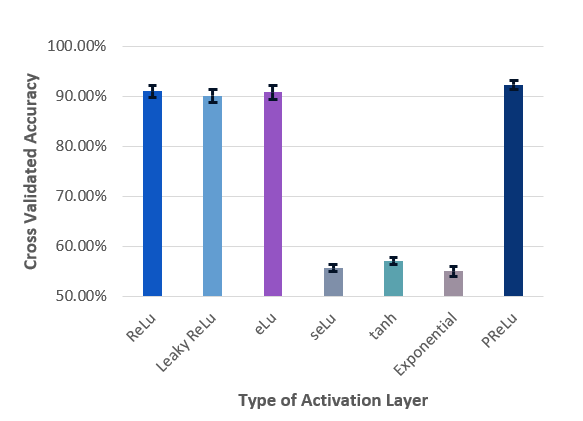 100.00%
90.00%
80.00%
70.00%
60.00%
50.00%
Cross Validated Accuracy
ReLu
Leaky ReLu
eLu
seLu
tanh
Exponential
PReLu
Type of Activation Layer